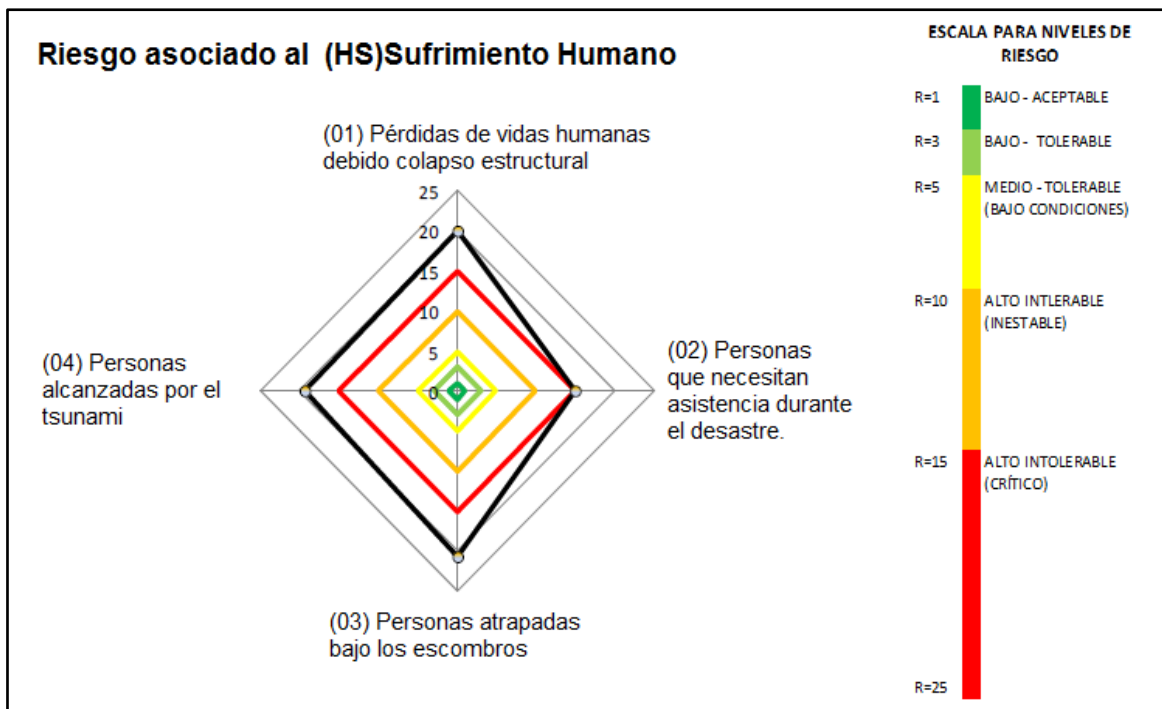 Riesgo asociado al (HS)Sufrimiento Humano
(01) Pérdidas de vidas humanas
debido colapso estructural
25
20
15
10
5
0
(02) Personas
que necesitan
asistencia durante
el desastre.
(03) Personas atrapadas
bajo los escombros
(04) Personas
alcanzadas por el
tsunami
ESCALA PARA NIVELES DE
RIESGO
R=1 BAJO - ACEPTABLE
R=3 BAJO - TOLERABLE
R=5 MEDIO - TOLERABLE
(BAJO CONDICIONES)
R=10 ALTO INTLERABLE
(INESTABLE)
R=15 ALTO INTOLERABLE
(CRÍTICO)
R=25